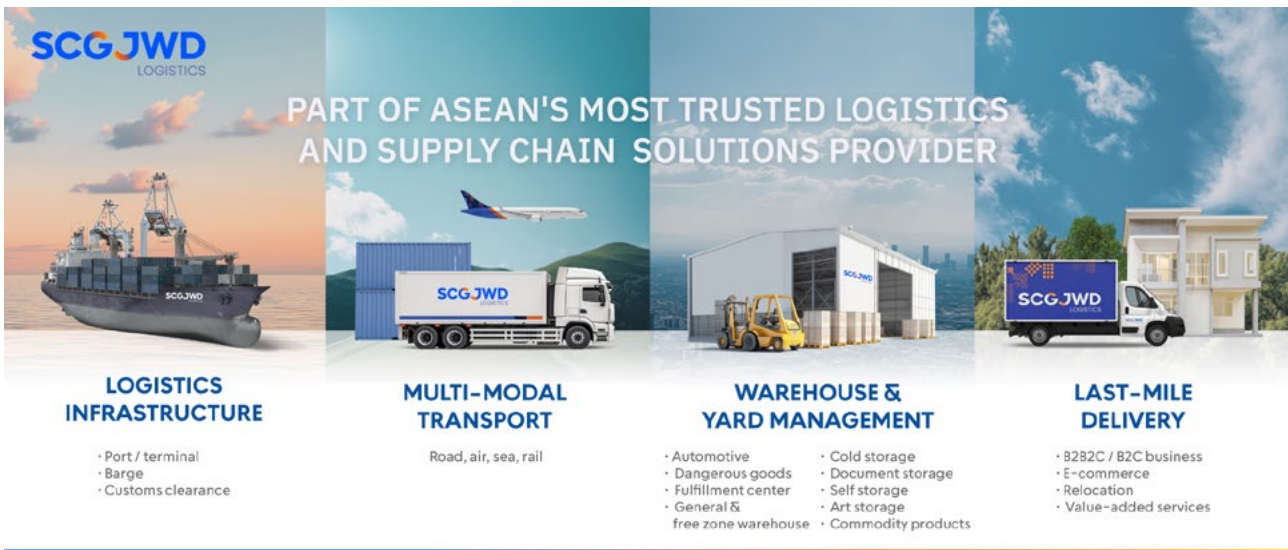 SCGJWD
LOGISTICS
PART OF ASEAN'S MOST TRUSTED LOGISTICS
AND SUPPLY CHAIN SOLUTIONS PROVIDER
SCGJWD
SCGJWD
LOGISTICS
SCGJWD
SCGJWD
LOGISTICS
LOGISTICS
INFRASTRUCTURE
· Port / terminal
· Barge
· Customs clearance
MULTI-MODAL
TRANSPORT
Road, air, sea, rail
WAREHOUSE &
YARD MANAGEMENT
· Automotive
· Dangerous goods
· Fulfillment center
· General &
free zone warehouse
· Cold storage
· Document storage
· Self storage
· Art storage
· Commodity products
LAST-MILE
DELIVERY
· B2B2C / B2C business
· E-commerce
· Relocation
· Value-added services